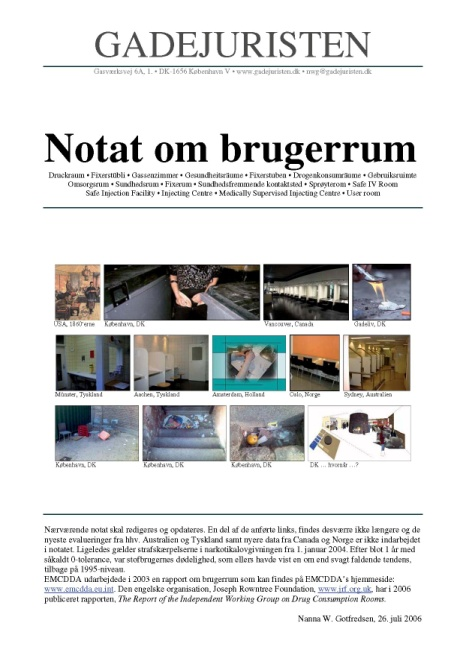 GADEJURISTEN
Gasværksvej 6A, 1. • DK-1656 København V • www.gadejuristen.dk • nwg@gadejuristen.dk
Notat om brugerrum
Druckraum • Fixerstübli • Gassenzimmer • Gesundheitsräume • Fixerstuben • Drogenkonsumräume • Gebruiksruimte
Omsorgsrum • Sundhedsrum • Fixerum • Sundhedsfremmende kontaktsted • Sprøyterom • Safe IV Room
Safe Injection Facility • Injecting Centre • Medically Supervised Injecting Centre • User room
USA, 1860'erne København, DK Vancouver, Canada Gadeliv, DK
Münster, Tyskland Aachen, Tyskland Amsterdam, Holland Oslo, Norge Sydney, Australien
København, DK København, DK København, DK DK ... hvornår ...?
Nærværende notat skal redigeres og opdateres. En del af de anførte links, findes desværre ikke længere og de
nyeste evalueringer fra hhv. Australien og Tyskland samt nyere data fra Canada og Norge er ikke indarbejdet
i notatet. Ligeledes gælder strafskærpelserne i narkotikalovgivningen fra 1. januar 2004. Efter blot 1 år med
såkaldt 0-tolerance, var stofbrugernes dødelighed, som ellers havde vist en om end svagt faldende tendens,
tilbage på 1995-niveau.
EMCDDA udarbejdede i 2003 en rapport om brugerrum som kan findes på EMCDDA's hjemmeside:
www.emcdda.eu.int. Den engelske organisation, Joseph Rowntree Foundation, www.jrf.org.uk, har i 2006
publiceret rapporten, The Report of the Independent Working Group on Drug Consumption Rooms.
Nanna W. Gotfredsen, 26. juli 2006